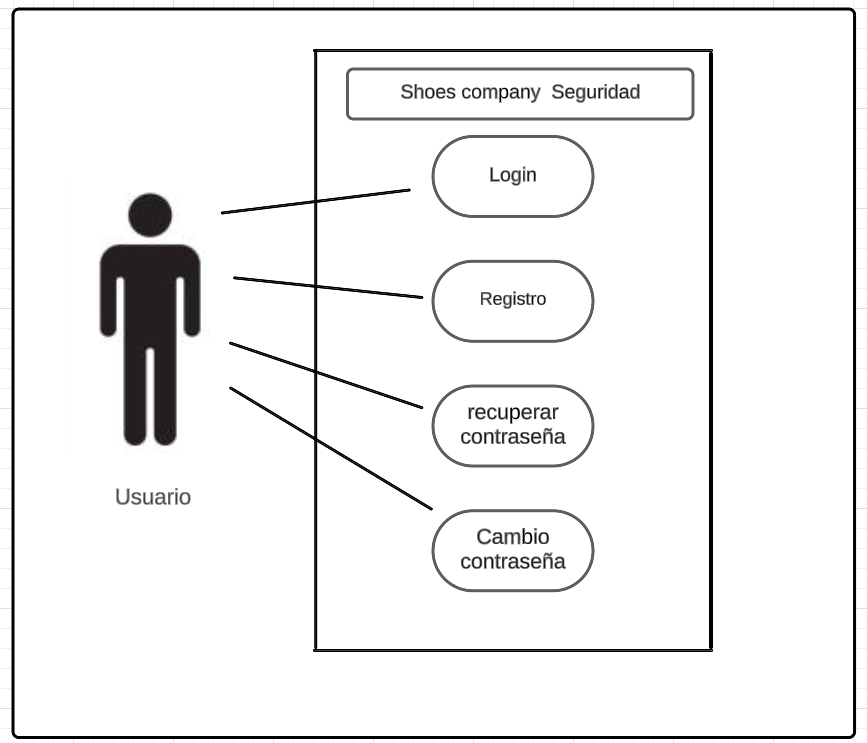 Shoes company  Seguridad
Login
Registro
recuperar
contraseña
Cambio
contraseña
Usuario